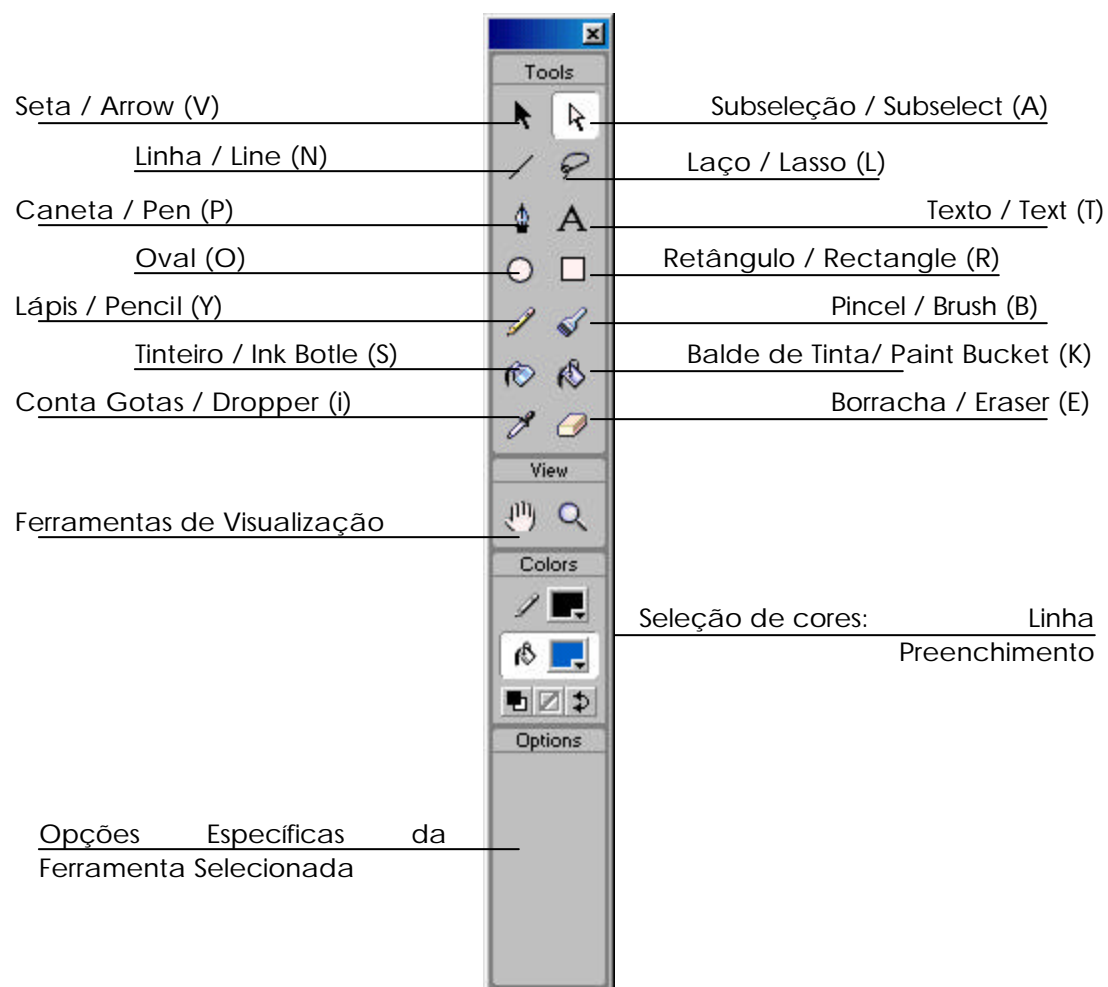 Tools
Seta / Arrow (V)
Subseleção / Subselect (A)
Linha / Line (N)
Laço / Lasso (L)
Caneta / Pen (P)
A
Texto / Text (T)
Oval (O)
Retângulo / Rectangle (R)
Lápis / Pencil (Y)
Pincel / Brush (B)
Tinteiro / Ink Botle (S)
Balde de Tinta/ Paint Bucket (K)
Conta Gotas / Dropper (i)
Borracha / Eraser (E)
View
Ferramentas de Visualização
Colors
Seleção de cores: Linha
Preenchimento
Options
Opções Específicas da
Ferramenta Selecionada